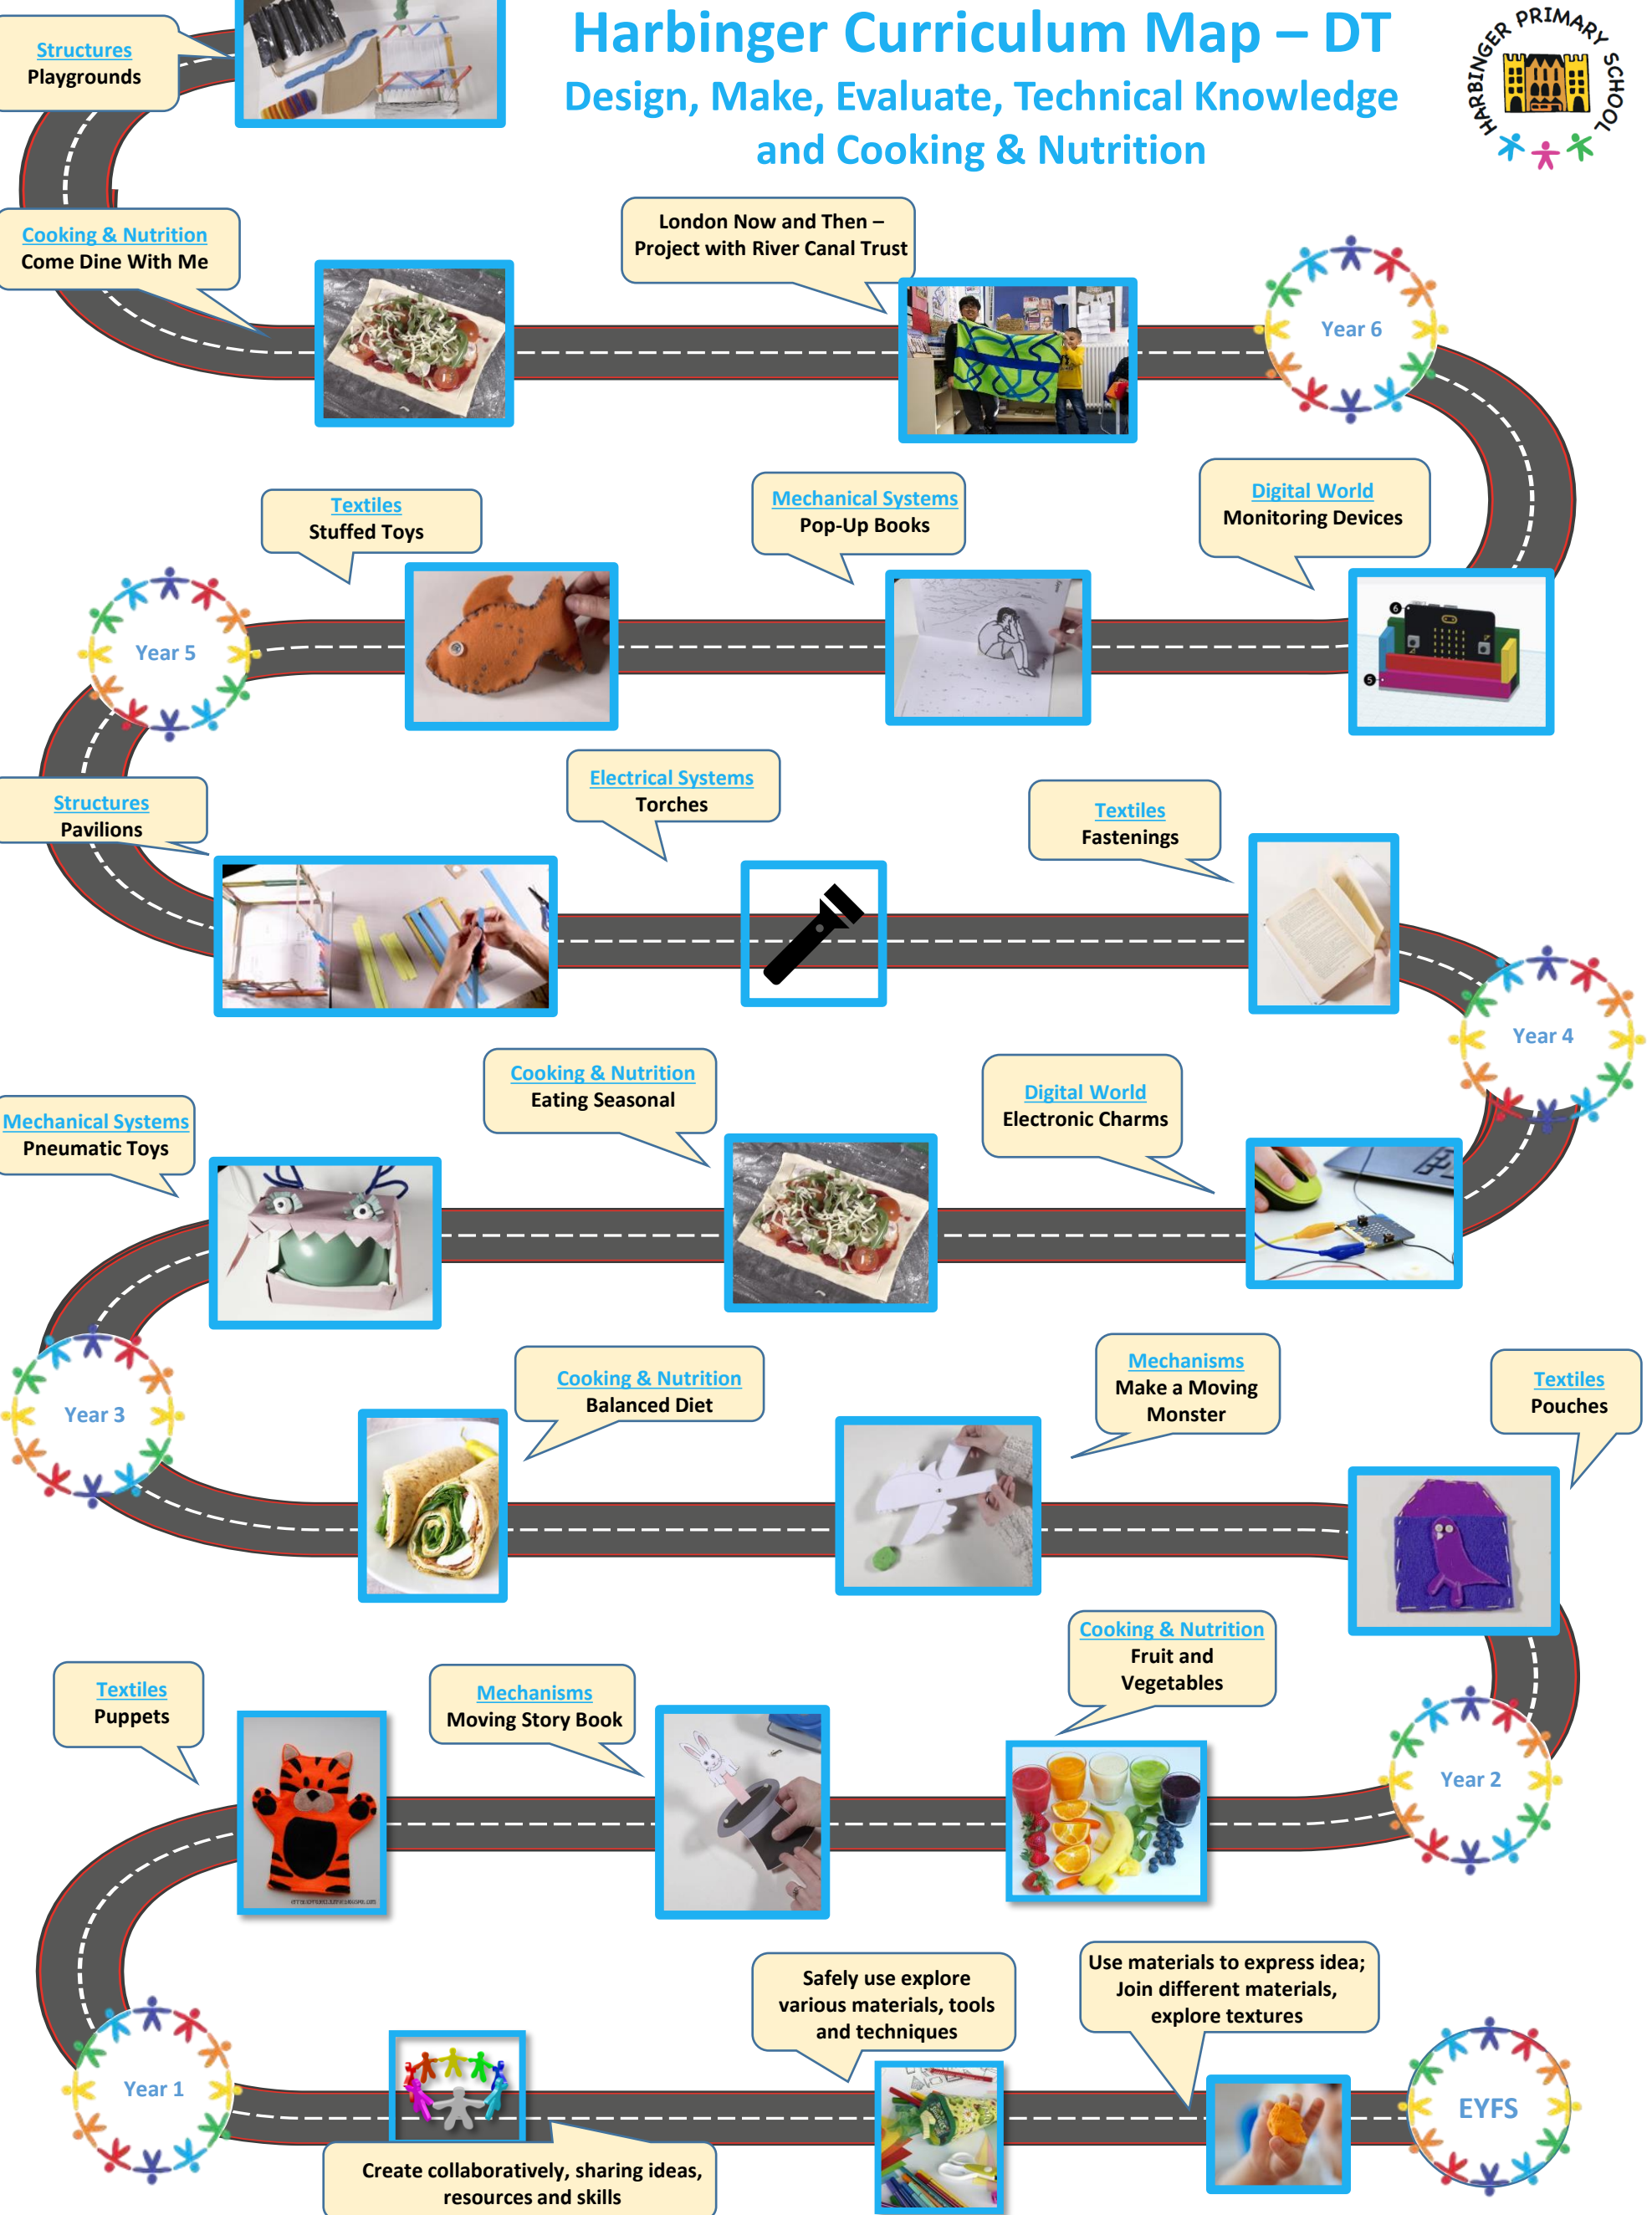 Harbinger Curriculum Map – DT
Design, Make, Evaluate, Technical Knowledge
and Cooking & Nutrition
HARBINGER PRIMARY SCHOOL
Structures
Playgrounds
Cooking & Nutrition
Come Dine With Me
London Now and Then –
Project with River Canal Trust
Year 6
Textiles
Stuffed Toys
Mechanical Systems
Pop-Up Books
Digital World
Monitoring Devices
6
5
Year 5
Structures
Pavilions
Electrical Systems
Torches
Textiles
Fastenings
Year 4
Mechanical Systems
Pneumatic Toys
Cooking & Nutrition
Eating Seasonal
Digital World
Electronic Charms
Year 3
Cooking & Nutrition
Balanced Diet
Mechanisms
Make a Moving
Monster
Textiles
Pouches
Textiles
Puppets
Mechanisms
Moving Story Book
Cooking & Nutrition
Fruit and
Vegetables
Year 2
Year 1
Create collaboratively, sharing ideas,
resources and skills
Safely use explore
various materials, tools
and techniques
Use materials to express idea;
Join different materials,
explore textures
EYFS